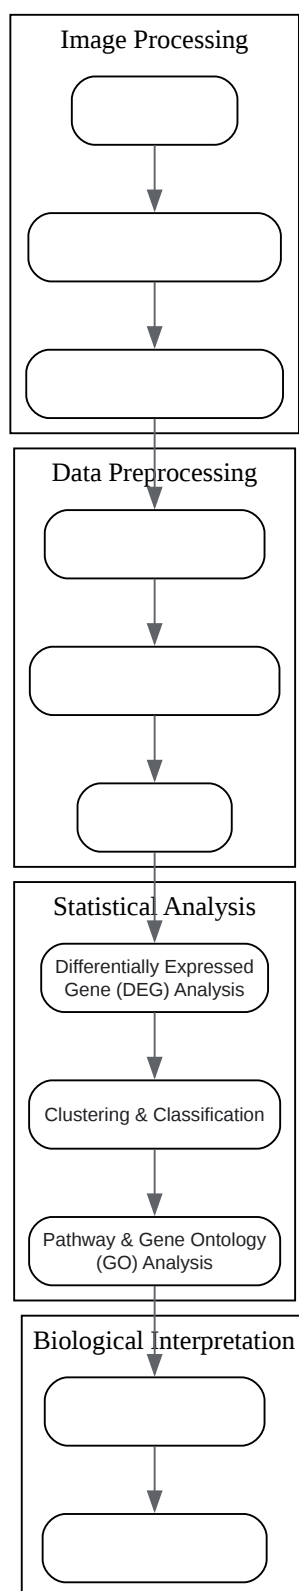 Image Processing
Data Preprocessing
Statistical Analysis
Differentially Expressed
Gene (DEG) Analysis
Clustering & Classification
Pathway & Gene Ontology
(GO) Analysis
Biological Interpretation